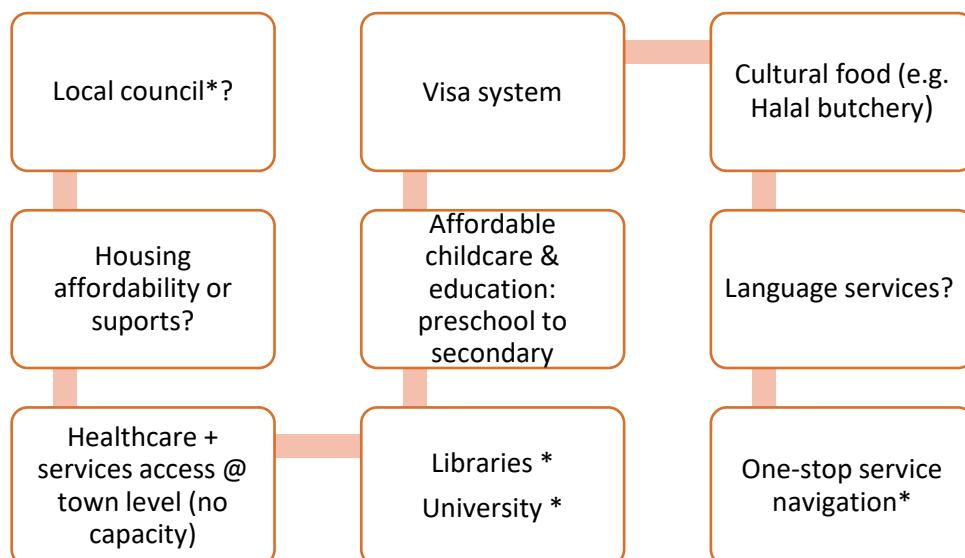 Local council*?
Housing
affordability or
suports?
Healthcare +
services access @
town level (no
capacity)
Libraries *
University *
Affordable
childcare &
education:
preschool to
secondary
Visa system
Cultural food (e.g.
Halal butchery)
Language services?
One-stop service
navigation*